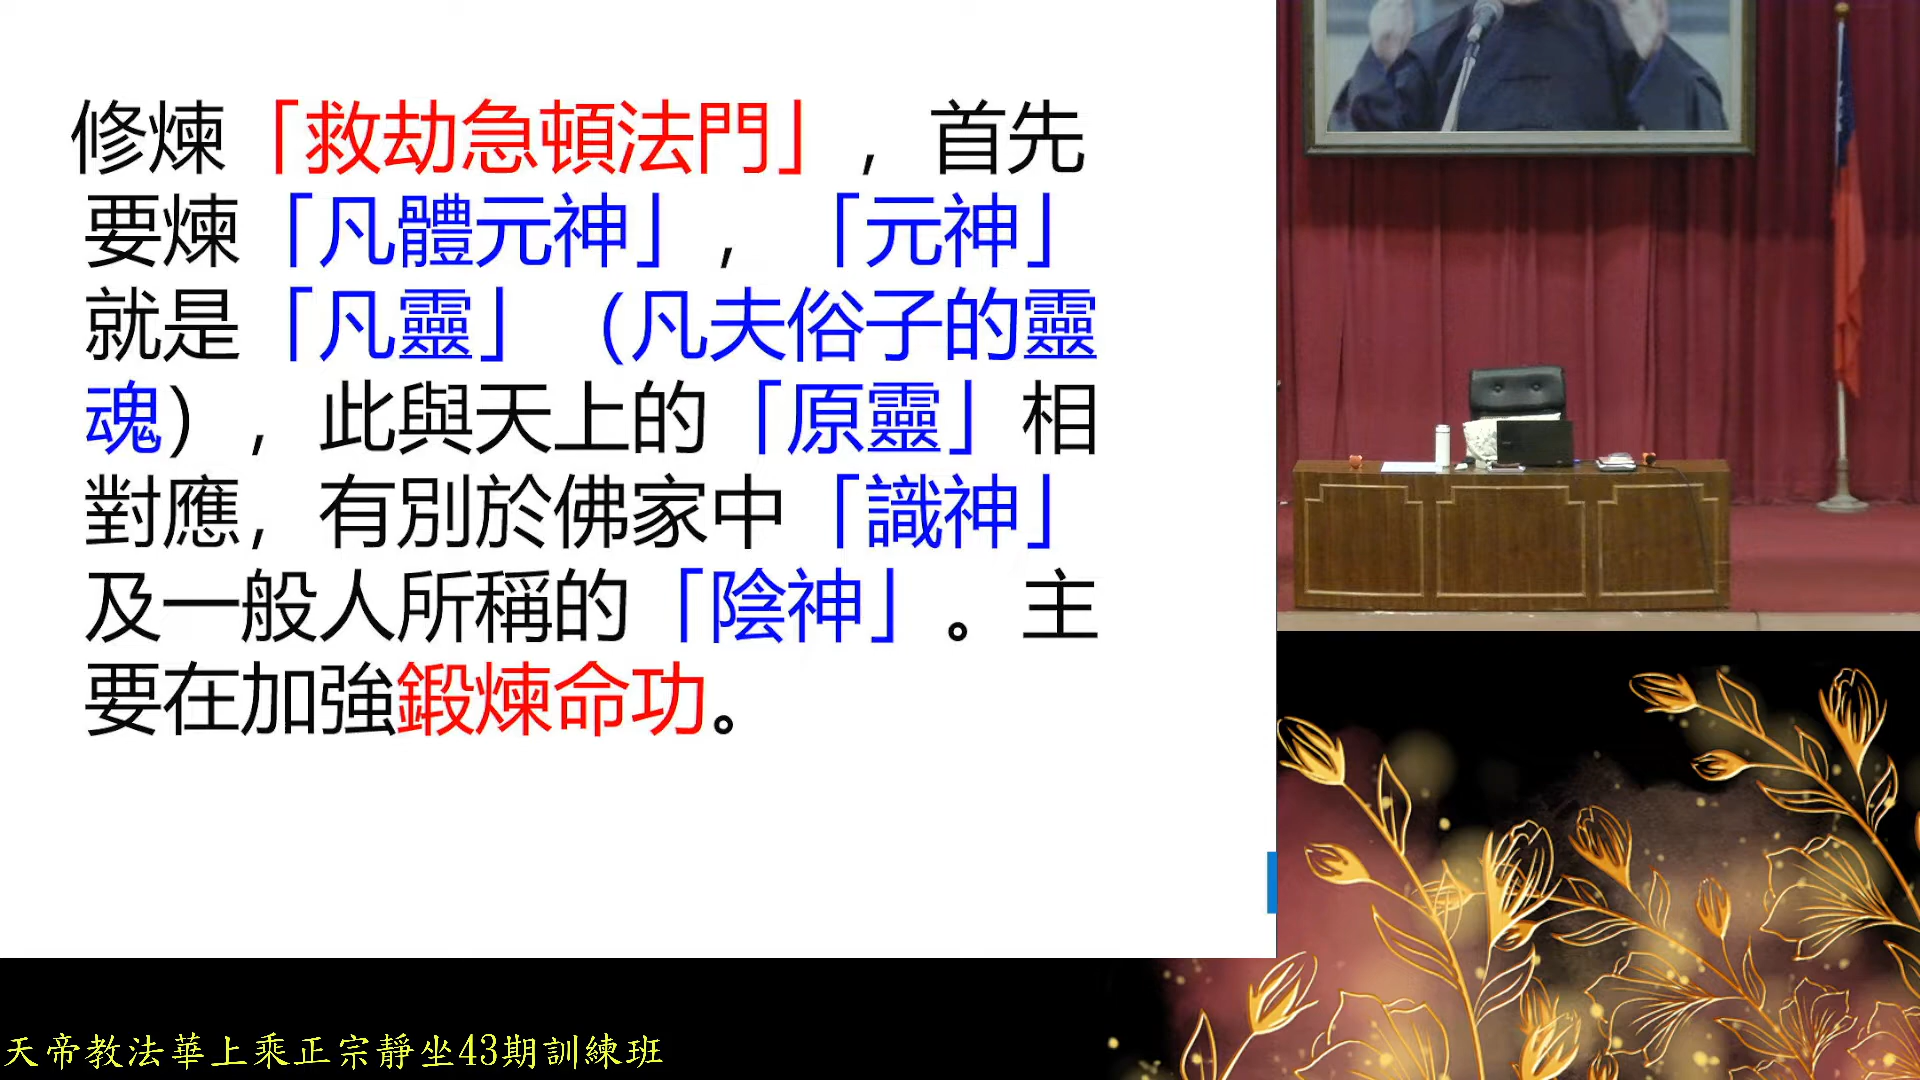 修煉「救劫急頓法門」，首先
要煉「凡體元神」，「元神」
就是「凡靈」（凡夫俗子的靈
魂），此與天上的「原靈」相
對應，有別於佛家中「識神」
及一般人所稱的「陰神」。主
要在加強鍛煉命功。
天帝教法華上乘正宗靜坐43期訓練班